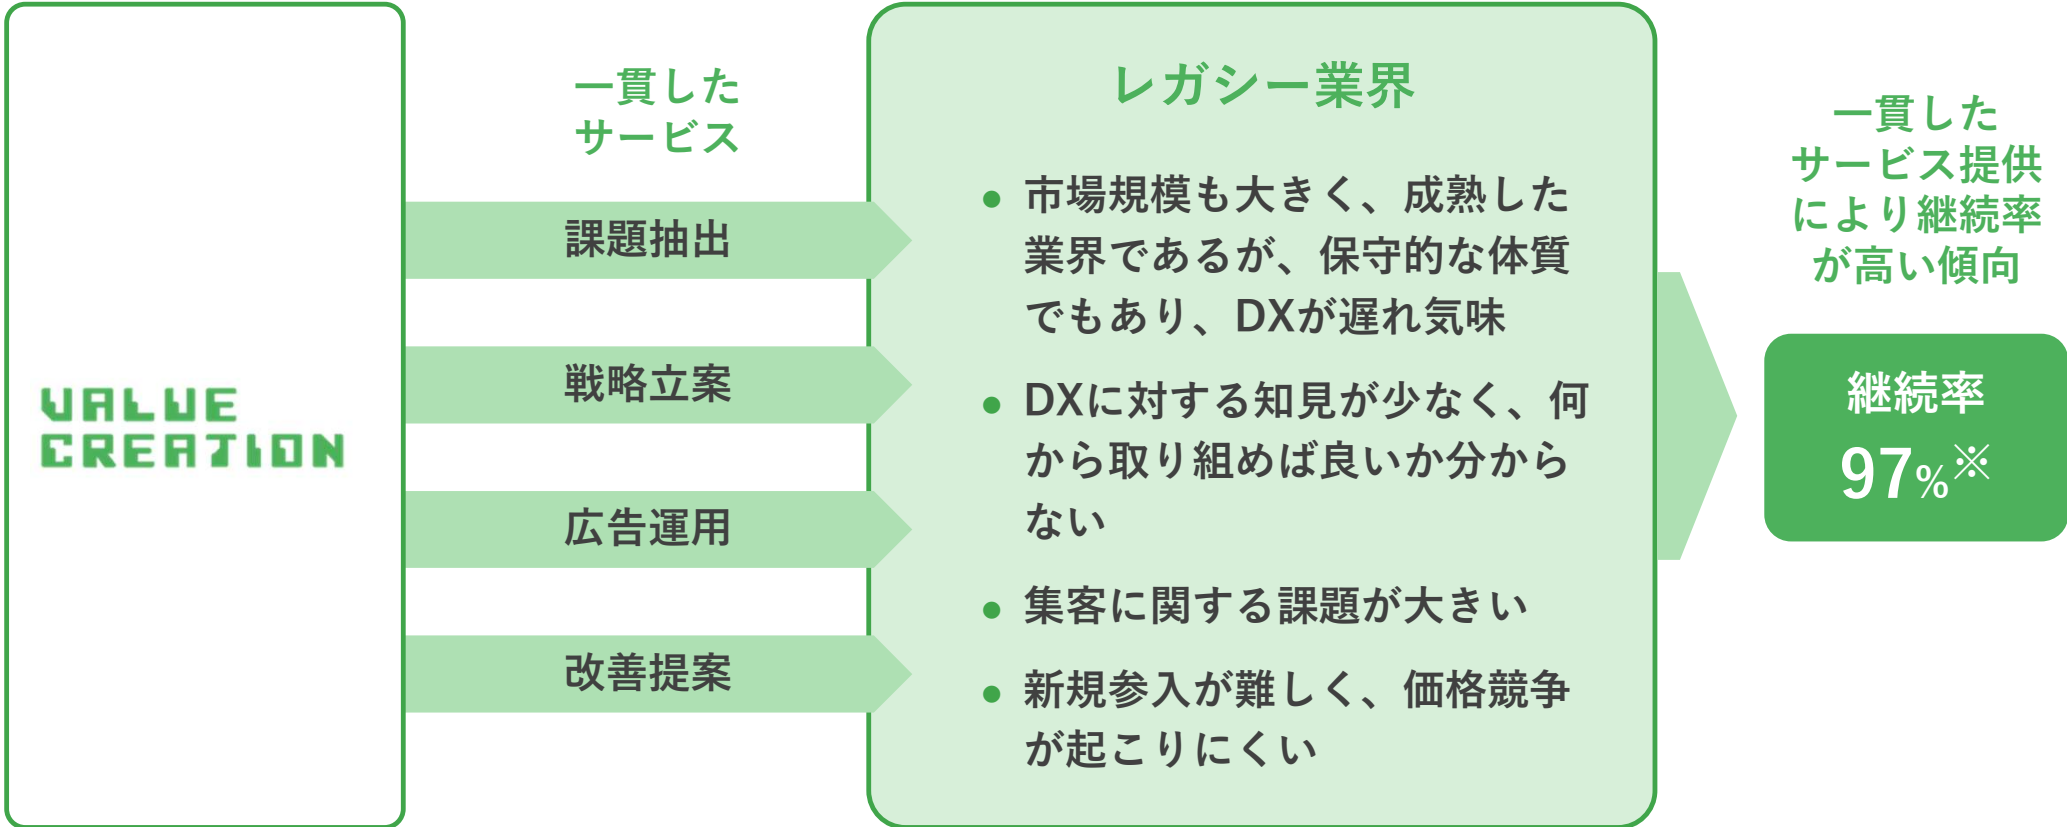 VALUE
CREATION
一貫した
サービス
課題抽出
戦略立案
広告運用
改善提案
レガシー業界
● 市場規模も大きく、成熟した
業界であるが、保守的な体質
でもあり、DXが遅れ気味
● DXに対する知見が少なく、何
から取り組めば良いか分から
ない
● 集客に関する課題が大きい
● 新規参入が難しく、価格競争
が起こりにくい
一貫した
サービス提供
により継続率
が高い傾向
継続率
97%※